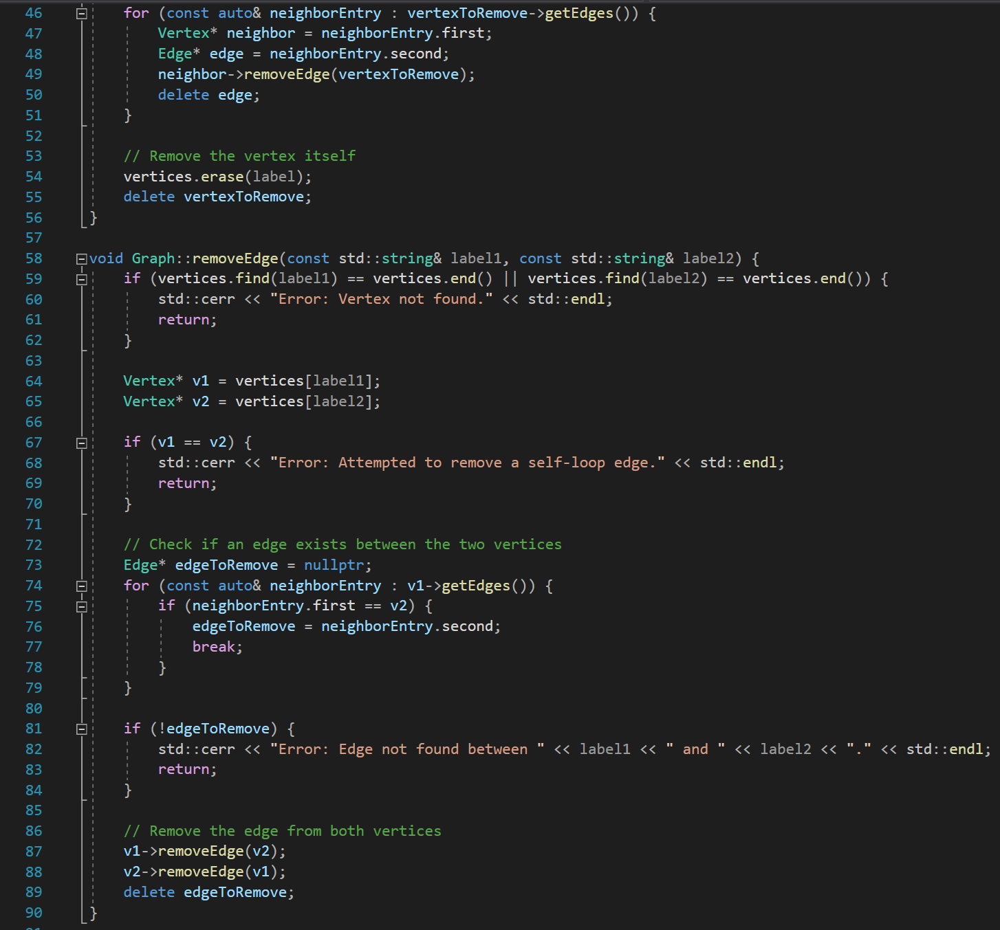 46 for (const auto& neighborEntry : vertexToRemove->getEdges()) {
47 Vertex* neighbor = neighborEntry.first;
48 Edge* edge = neighborEntry.second;
49 neighbor->removeEdge(vertexToRemove);
50 delete edge;
51 }
52
53 // Remove the vertex itself
54 vertices.erase(label);
55 delete vertexToRemove;
56 }
57
58 void Graph::removeEdge(const std::string& label1, const std::string& label2) {
59 if (vertices.find(label1) == vertices.end() || vertices.find(label2) == vertices.end()) {
60 std::cerr << "Error: Vertex not found." << std::endl;
61 return;
62 }
63
64 Vertex* v1 = vertices[label1];
65 Vertex* v2 = vertices[label2];
66
67 if (v1 == v2) {
68 std::cerr << "Error: Attempted to remove a self-loop edge." << std::endl;
69 return;
70 }
71
72 // Check if an edge exists between the two vertices
73 Edge* edgeToRemove = nullptr;
74 for (const auto& neighborEntry : v1->getEdges()) {
75 if (neighborEntry.first == v2) {
76 edgeToRemove = neighborEntry.second;
77 break;
78 }
79 }
80
81 if (!edgeToRemove) {
82 std::cerr << "Error: Edge not found between " << label1 << " and " << label2 << "." << std::endl;
83 return;
84 }
85
86 // Remove the edge from both vertices
87 v1->removeEdge(v2);
88 v2->removeEdge(v1);
89 delete edgeToRemove;
90 }